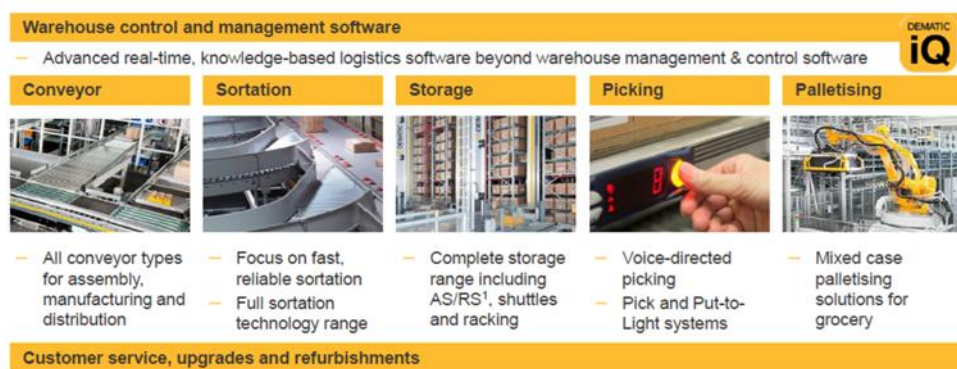 Warehouse control and management software
DEMATIC
iQ
– Advanced real-time, knowledge-based logistics software beyond warehouse management & control software
Conveyor
Sortation
Storage
Picking
Palletising
DEMATIC
8
– All conveyor types
for assembly,
manufacturing and
distribution
– Focus on fast,
reliable sortation
– Full sortation
technology range
– Complete storage
range including
AS/RS¹, shuttles
and racking
– Voice-directed
picking
– Pick and Put-to-
Light systems
– Mixed case
palletising
solutions for
grocery
Customer service, upgrades and refurbishments